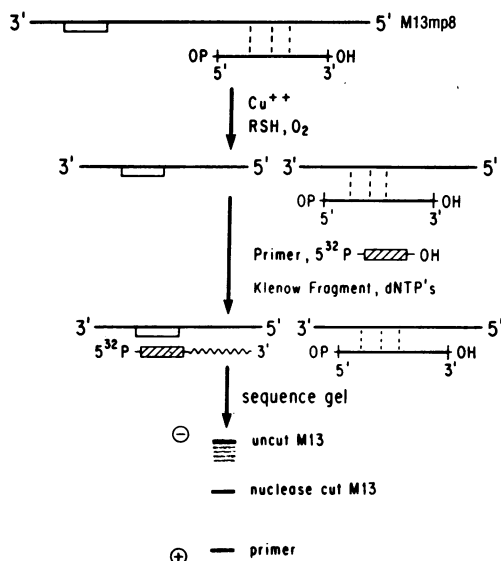 3' 5' M13mp8
OP OH
5' 3'
Cu++
RSH, O2
3' 5' 3' 5'
OP OH
5' 3'
Primer, 5 32P OH
Klenow Fragment, dNTP's
3' 5' 3' 5'
5 32P 3' OP OH
5' 3'
sequence gel
⊖ uncut M13
nuclease cut M13
⊕ primer